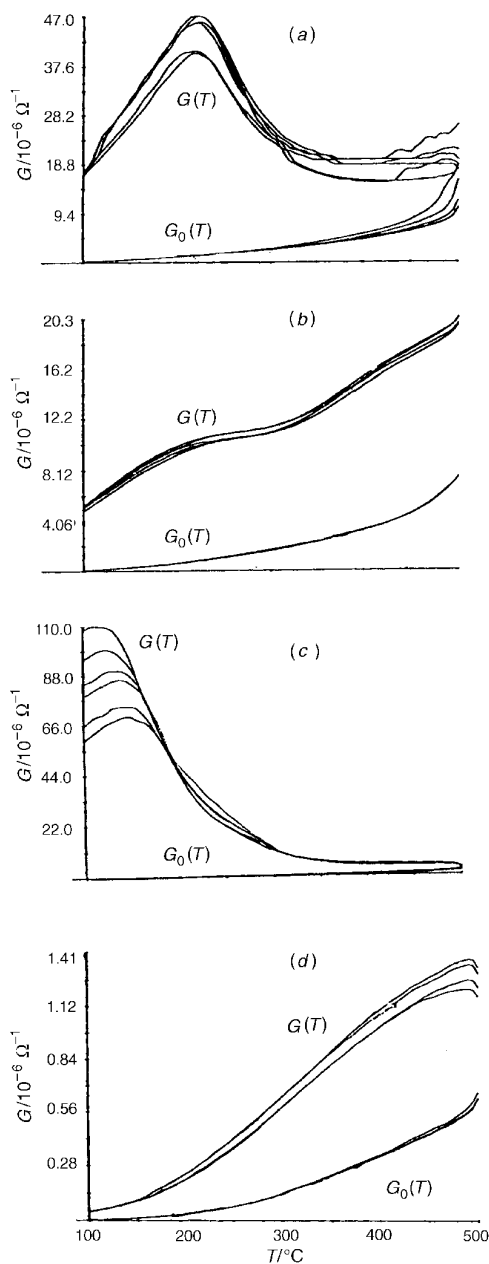 (a)
G/10⁻⁶ Ω⁻¹
47.0
37.6
28.2
18.8
9.4
G(T)
G₀(T)
(b)
G/10⁻⁶ Ω⁻¹
20.3
16.2
12.2
8.12
4.06
G(T)
G₀(T)
(c)
G/10⁻⁶ Ω⁻¹
110.0
88.0
66.0
44.0
22.0
G(T)
G₀(T)
(d)
G/10⁻⁶ Ω⁻¹
1.41
1.12
0.84
0.56
0.28
G(T)
G₀(T)
100 200 300 400 500
T/°C